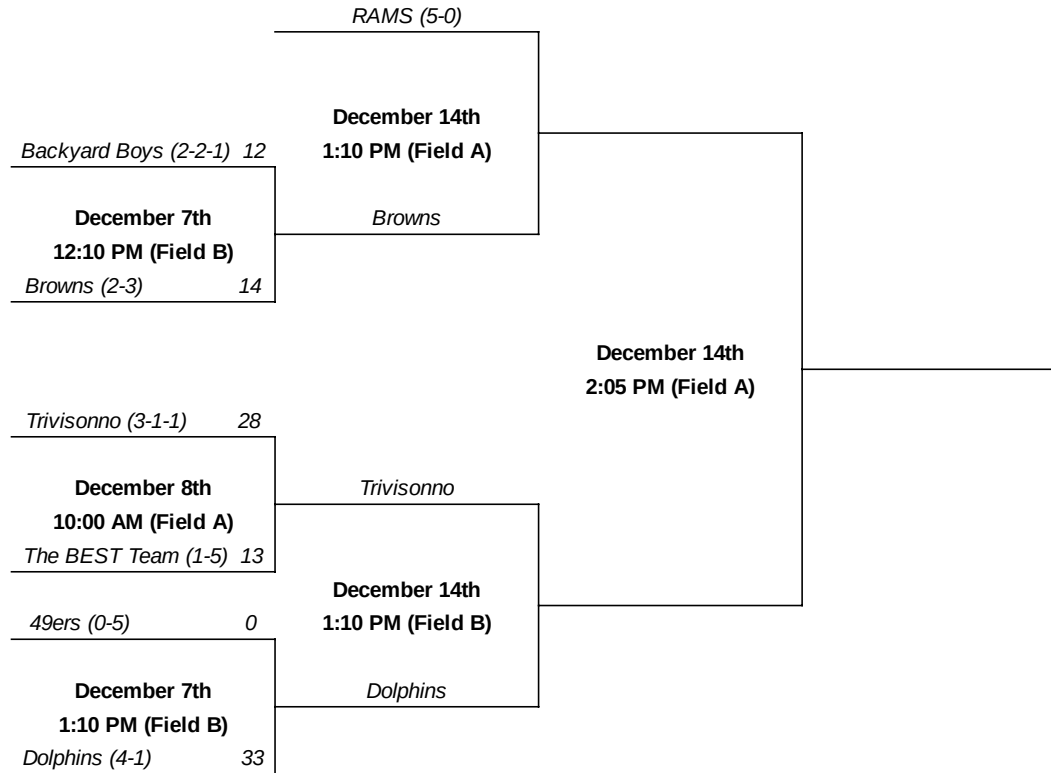 RAMS (5-0)
December 14th
1:10 PM (Field A)
Backyard Boys (2-2-1) 12
December 7th
12:10 PM (Field B)
Browns
Browns (2-3) 14
December 14th
2:05 PM (Field A)
Trivisonno (3-1-1) 28
December 8th
10:00 AM (Field A)
Trivisonno
The BEST Team (1-5) 13
December 14th
1:10 PM (Field B)
49ers (0-5) 0
December 7th
1:10 PM (Field B)
Dolphins
Dolphins (4-1) 33